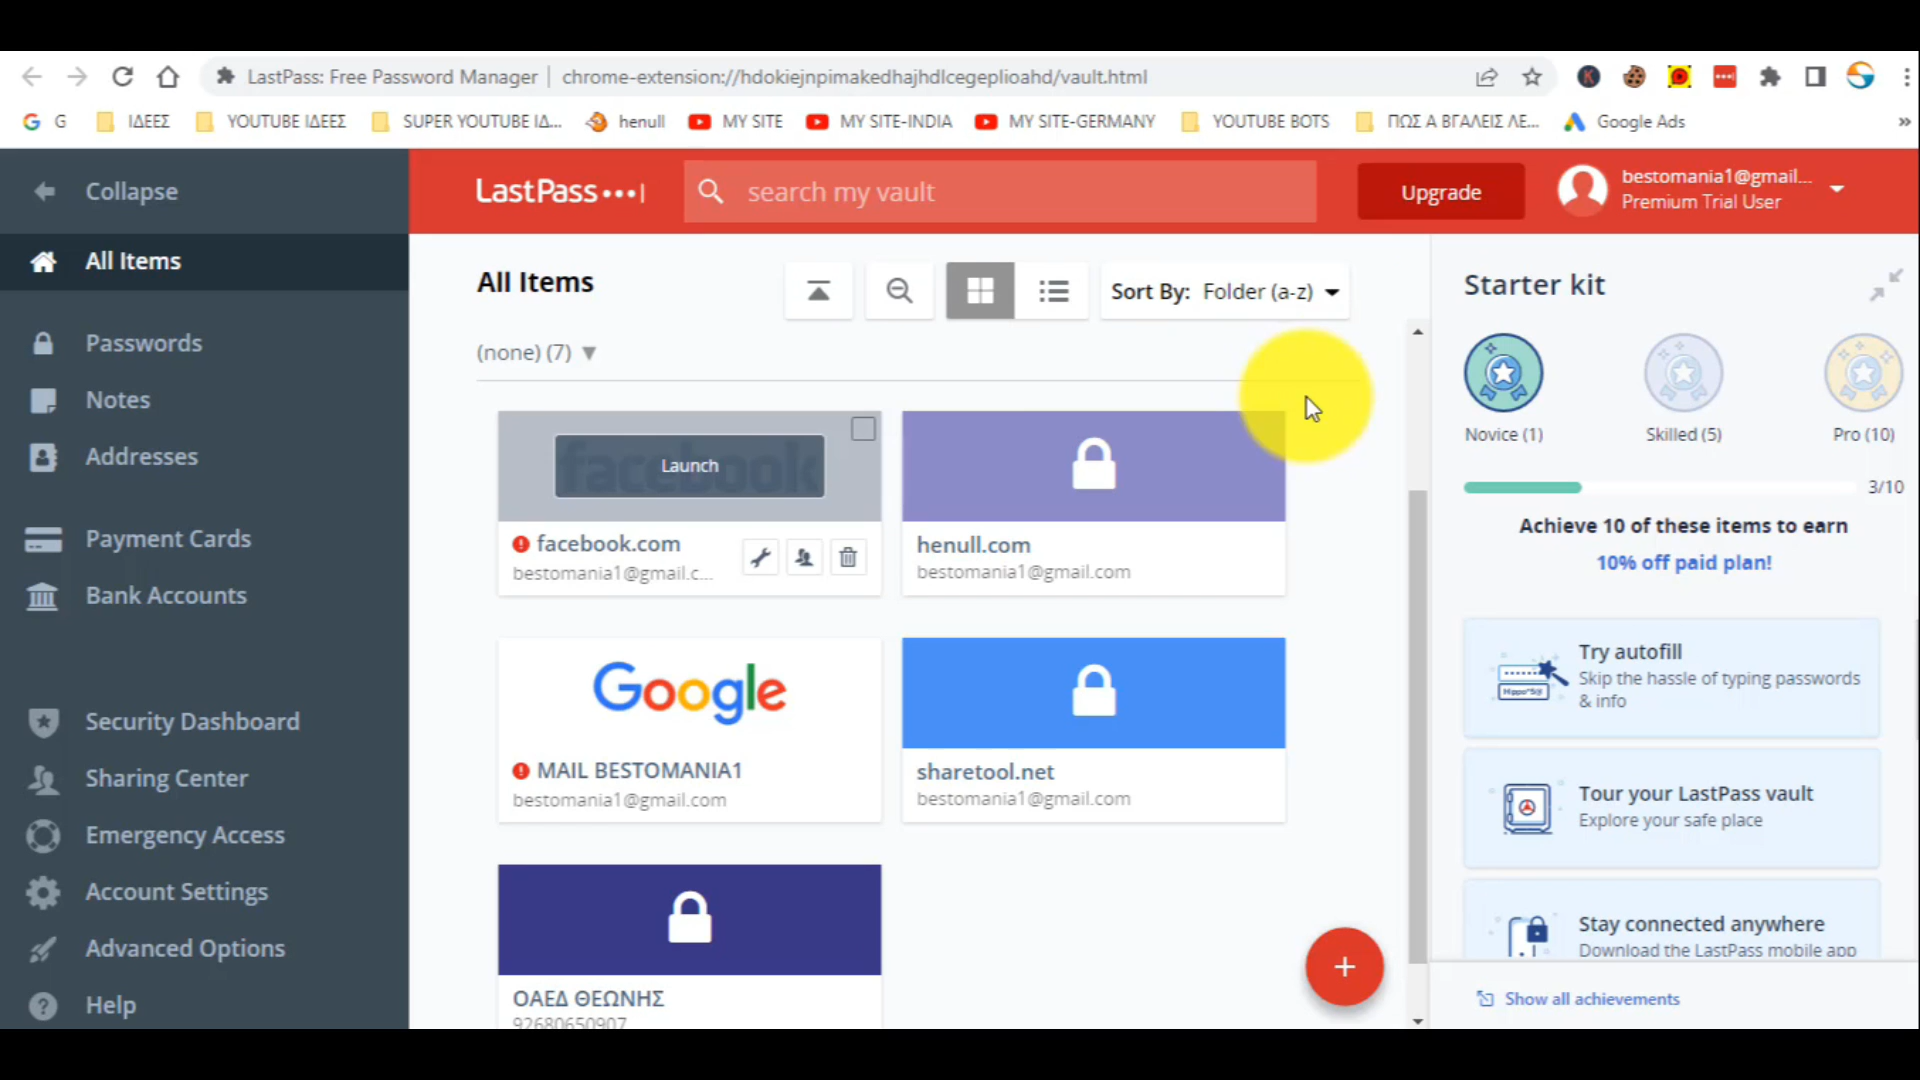 LastPass: Free Password Manager | chrome-extension://hdokiejnpimakedhajhdlcegeplioahd/vault.html
G ΙΔΕΕΣ YOUTUBE ΙΔΕΕΣ SUPER YOUTUBE ΙΔ... henull MY SITE MY SITE-INDIA MY SITE-GERMANY YOUTUBE BOTS ΠΩΣ Α ΒΓΑΛΕΙΣ ΛΕ... Google Ads »
Collapse
All Items
Passwords
Notes
Addresses
Payment Cards
Bank Accounts
Security Dashboard
Sharing Center
Emergency Access
Account Settings
Advanced Options
Help
LastPass•••|
search my vault
Upgrade
bestomania1@gmail...
Premium Trial User
All Items
Sort By: Folder (a-z)
(none) (7)
facebook
Launch
facebook.com
bestomania1@gmail.c...
henull.com
bestomania1@gmail.com
Google
MAIL BESTOMANIA1
bestomania1@gmail.com
sharetool.net
bestomania1@gmail.com
ΟΑΕΔ ΘΕΩΝΗΣ
92680650907
Starter kit
Novice (1)
Skilled (5)
Pro (10)
3/10
Achieve 10 of these items to earn
10% off paid plan!
Try autofill
Skip the hassle of typing passwords
& info
Tour your LastPass vault
Explore your safe place
Stay connected anywhere
Download the LastPass mobile app
Show all achievements